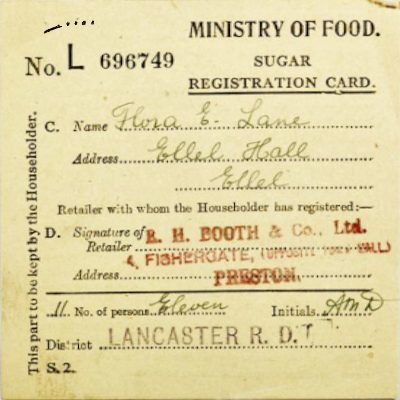 MINISTRY OF FOOD.
No. L 696749
SUGAR
REGISTRATION CARD.
C. Name Flora E. Lane
Address Ellel Hall
Ellel
Retailer with whom the Householder has registered:—
D. Signature of Retailer R. H. BOOTH & Co., Ltd.
4, FISHERGATE, (OPPOSITE TOWN HALL)
Address PRESTON.
11 No. of persons Eleven Initials AMD
District LANCASTER R. D.
S. 2.
This part to be kept by the Householder.